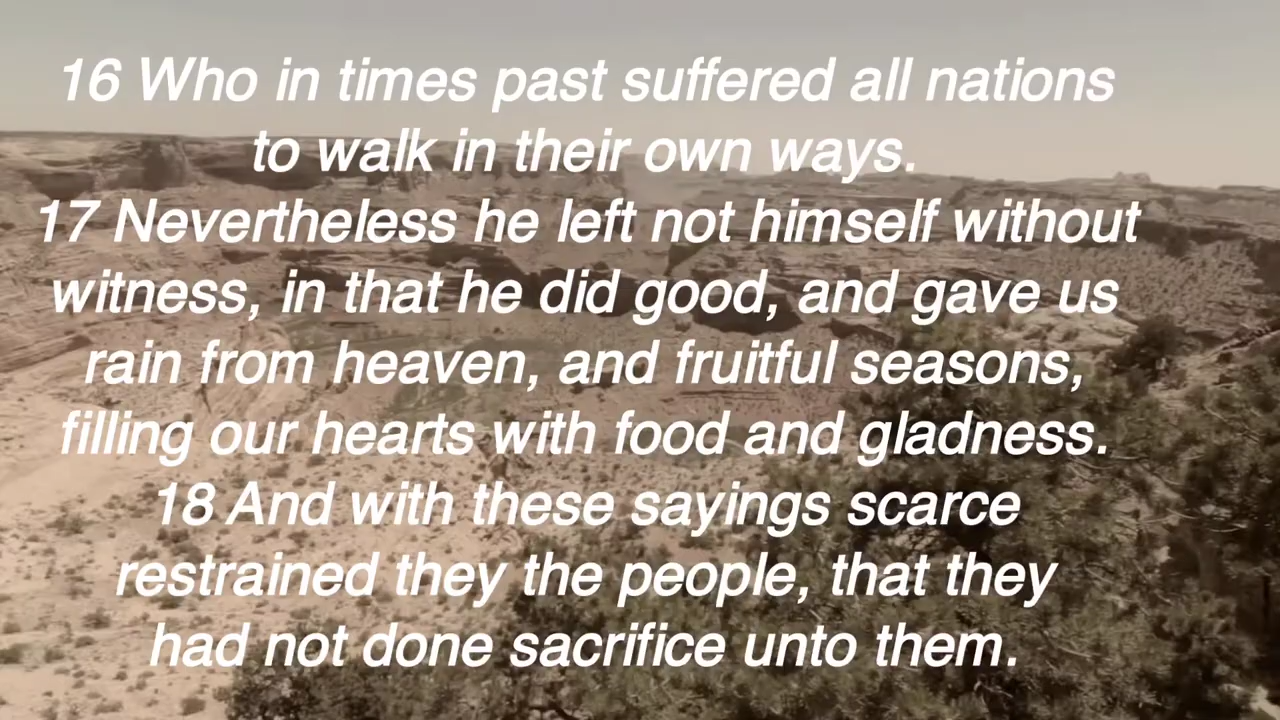 16 Who in times past suffered all nations
to walk in their own ways.
17 Nevertheless he left not himself without
witness, in that he did good, and gave us
rain from heaven, and fruitful seasons,
filling our hearts with food and gladness.
18 And with these sayings scarce
restrained they the people, that they
had not done sacrifice unto them.